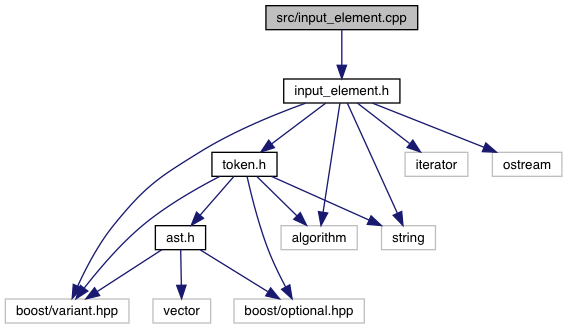 src/input_element.cpp
input_element.h
token.h
iterator
ostream
ast.h
algorithm
string
boost/variant.hpp
vector
boost/optional.hpp